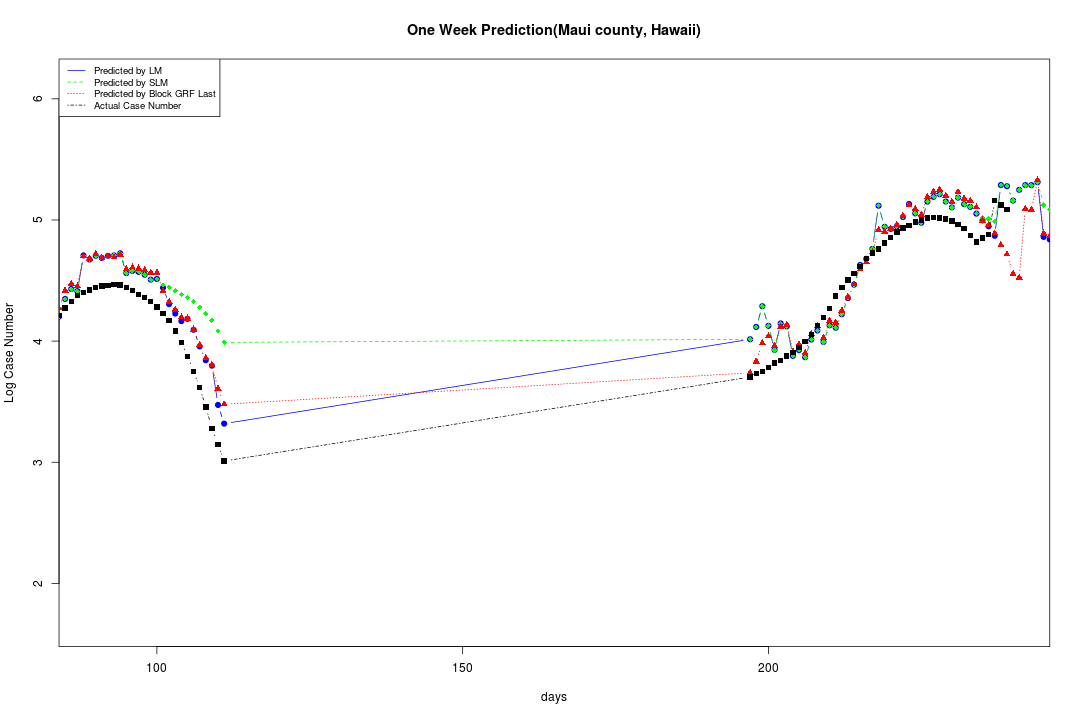 One Week Prediction(Maui county, Hawaii)
Predicted by LM
Predicted by SLM
Predicted by Block GRF Last
Actual Case Number
Log Case Number
6
5
4
3
2
100
150
200
days